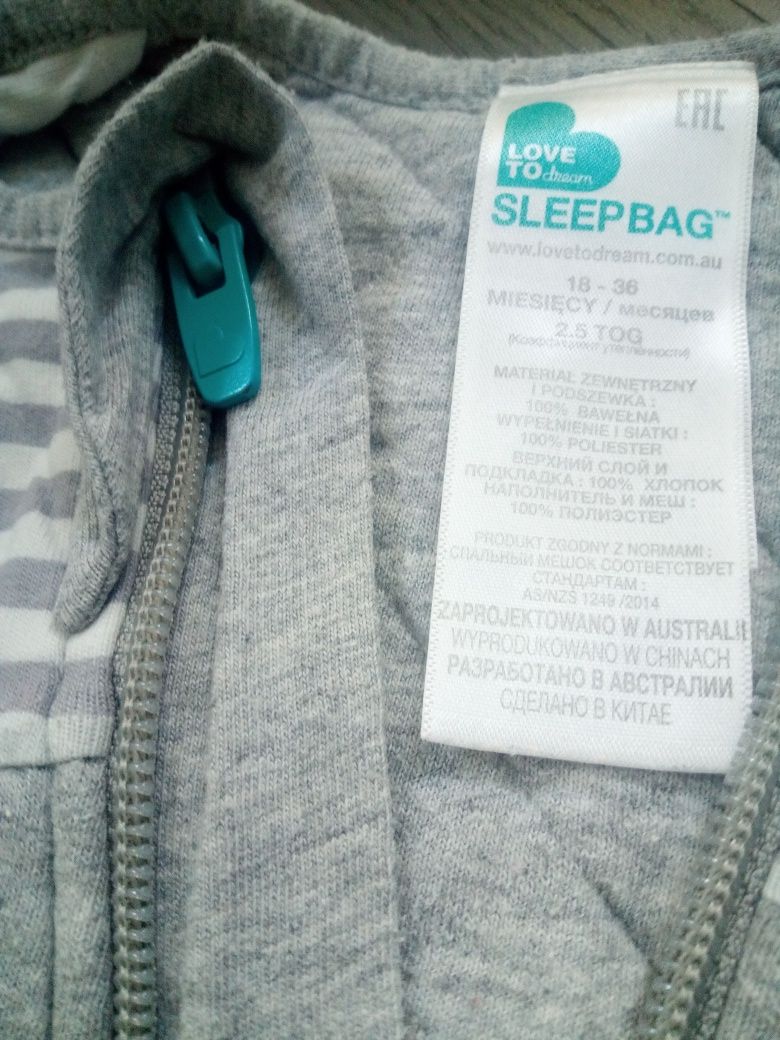 EAC
LOVE
TO dream
SLEEPBAG™
www.lovetodream.com.au
18 - 36
MIESIĘCY / месяцев
2.5 TOG
(Коэффициент утепленности)
MATERIAŁ ZEWNĘTRZNY
I PODSZEWKA :
100% BAWEŁNA
WYPEŁNIENIE I SIATKI :
100% POLIESTER
ВЕРХНИЙ СЛОЙ И
ПОДКЛАДКА : 100% ХЛОПОК
НАПОЛНИТЕЛЬ И МЕШ :
100% ПОЛИЭСТЕР
PRODUKT ZGODNY Z NORMAMI :
СПАЛЬНЫЙ МЕШОК СООТВЕТСТВУЕТ
СТАНДАРТАМ :
AS/NZS 1249 /2014
ZAPROJEKTOWANO W AUSTRALII
WYPRODUKOWANO W CHINACH
РАЗРАБОТАНО В АВСТРАЛИИ
СДЕЛАНО В КИТАЕ